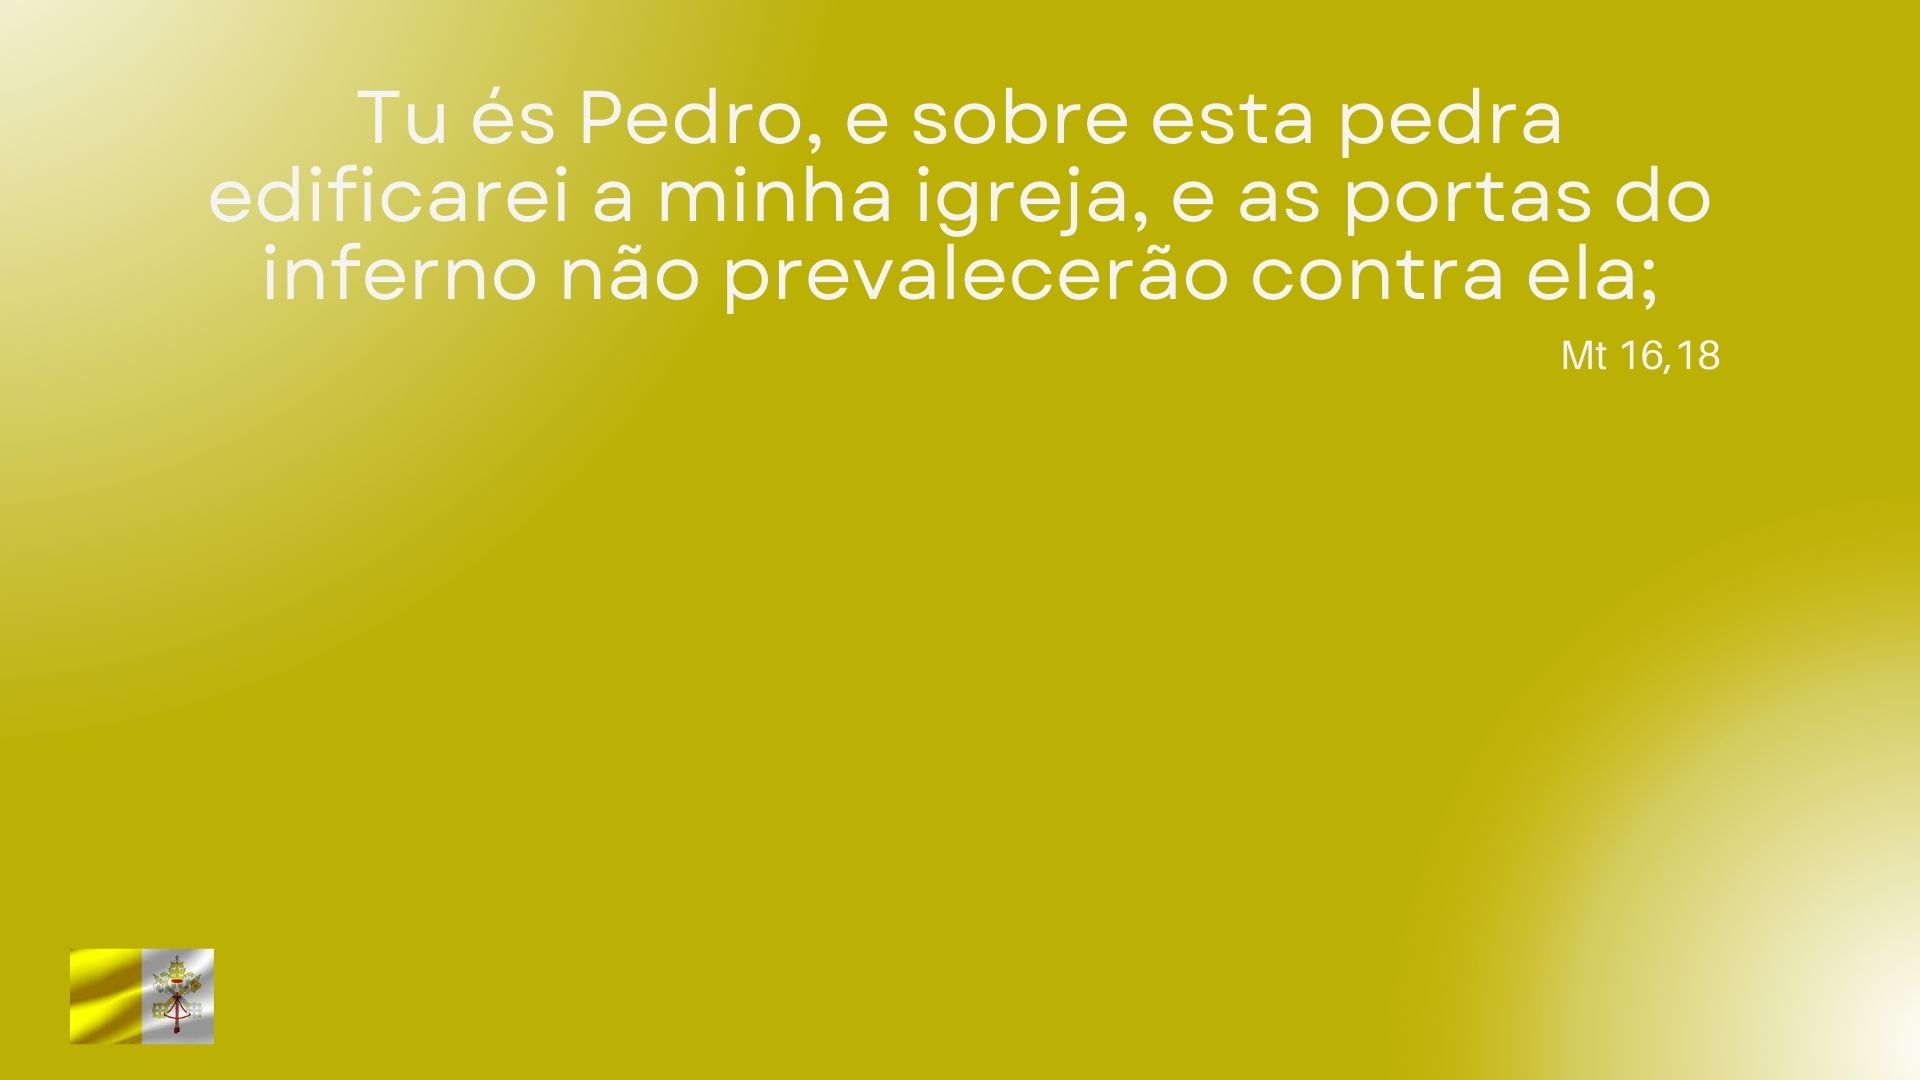 Tu és Pedro, e sobre esta pedra
edificarei a minha igreja, e as portas do
inferno não prevalecerão contra ela;
Mt 16,18